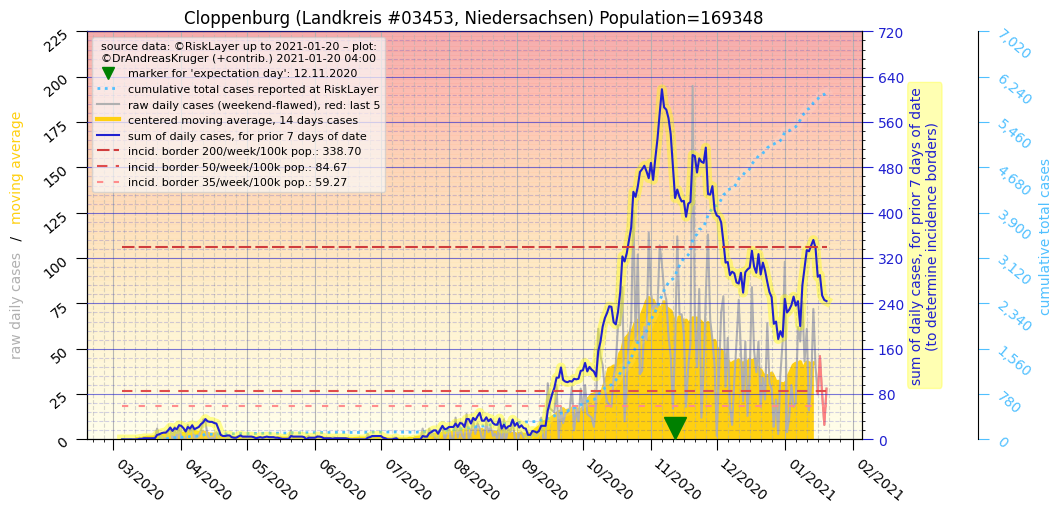 Cloppenburg (Landkreis #03453, Niedersachsen) Population=169348
source data: ©RiskLayer up to 2021-01-20 – plot:
©DrAndreasKruger (+contrib.) 2021-01-20 04:00
marker for 'expectation day': 12.11.2020
cumulative total cases reported at RiskLayer
raw daily cases (weekend-flawed), red: last 5
centered moving average, 14 days cases
sum of daily cases, for prior 7 days of date
incid. border 200/week/100k pop.: 338.70
incid. border 50/week/100k pop.: 84.67
incid. border 35/week/100k pop.: 59.27
raw daily cases / moving average
225
200
175
150
125
100
75
50
25
0
03/2020
04/2020
05/2020
06/2020
07/2020
08/2020
09/2020
10/2020
11/2020
12/2020
01/2021
02/2021
720
640
560
480
400
320
240
160
80
0
sum of daily cases, for prior 7 days of date
(to determine incidence borders)
7,020
6,240
5,460
4,680
3,900
3,120
2,340
1,560
780
0
cumulative total cases